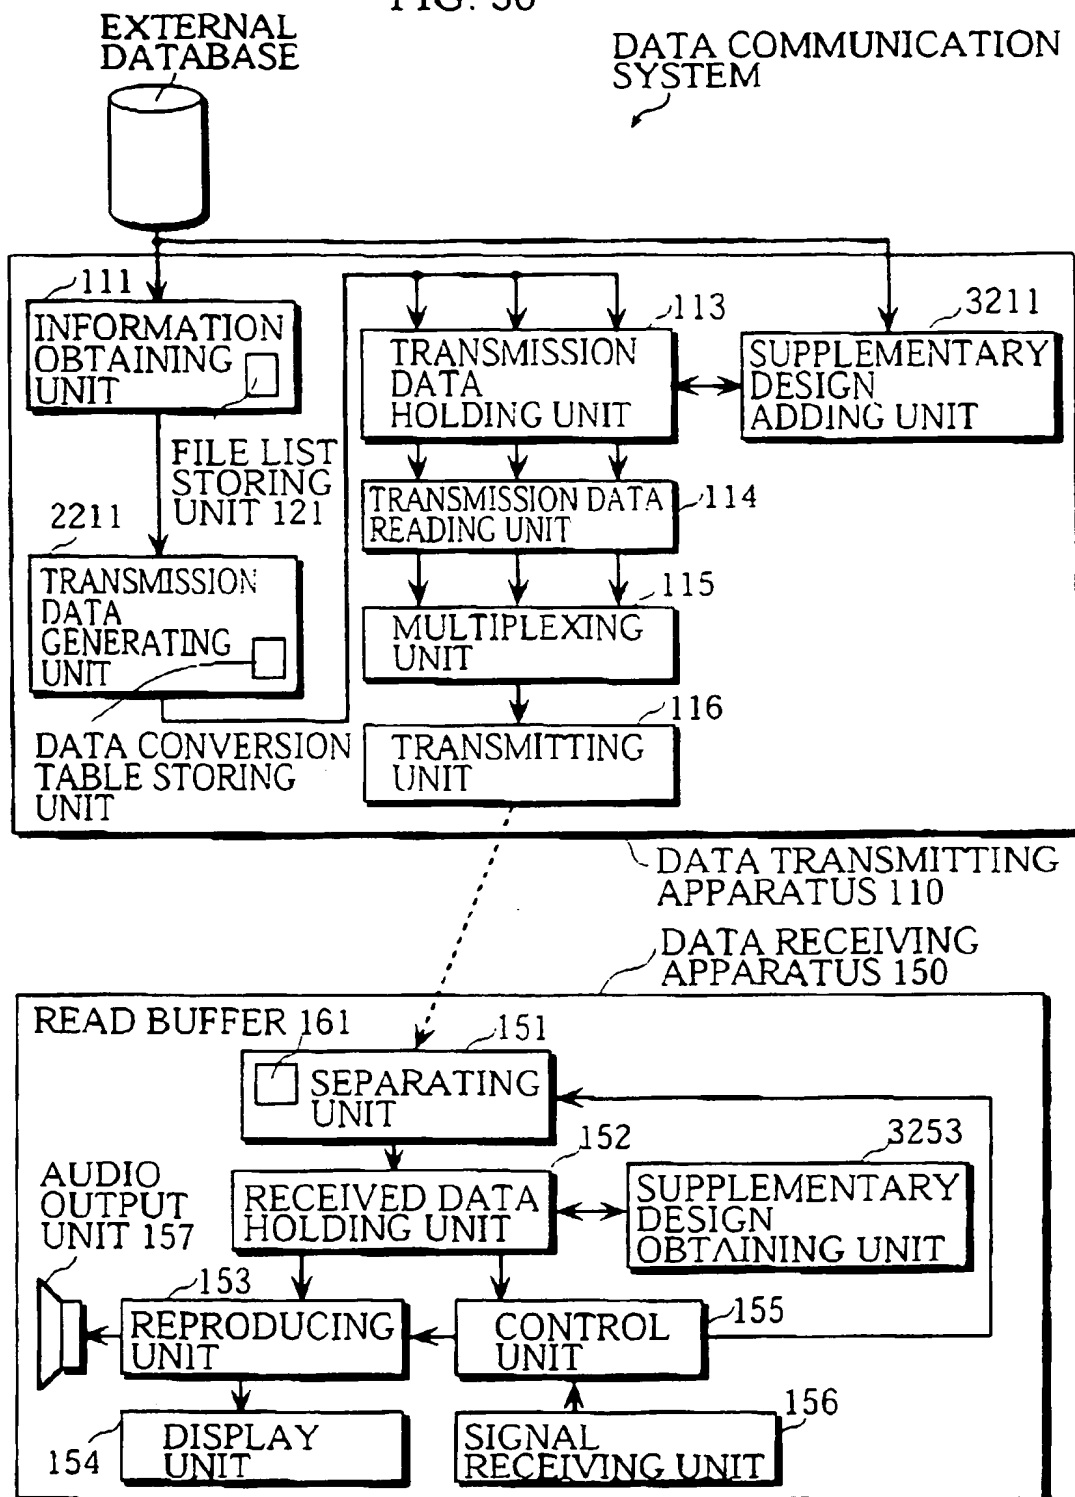 FIG. 30
EXTERNAL
DATABASE
DATA COMMUNICATION
SYSTEM
111
INFORMATION
OBTAINING
UNIT
FILE LIST
STORING
UNIT 121
2211
TRANSMISSION
DATA
GENERATING
UNIT
DATA CONVERSION
TABLE STORING
UNIT
113
TRANSMISSION
DATA
HOLDING UNIT
3211
SUPPLEMENTARY
DESIGN
ADDING UNIT
114
TRANSMISSION DATA
READING UNIT
115
MULTIPLEXING
UNIT
116
TRANSMITTING
UNIT
DATA TRANSMITTING
APPARATUS 110
DATA RECEIVING
APPARATUS 150
READ BUFFER 161
151
SEPARATING
UNIT
152
RECEIVED DATA
HOLDING UNIT
3253
SUPPLEMENTARY
DESIGN
OBTAINING UNIT
AUDIO
OUTPUT
UNIT 157
153
REPRODUCING
UNIT
155
CONTROL
UNIT
154
DISPLAY
UNIT
156
SIGNAL
RECEIVING UNIT